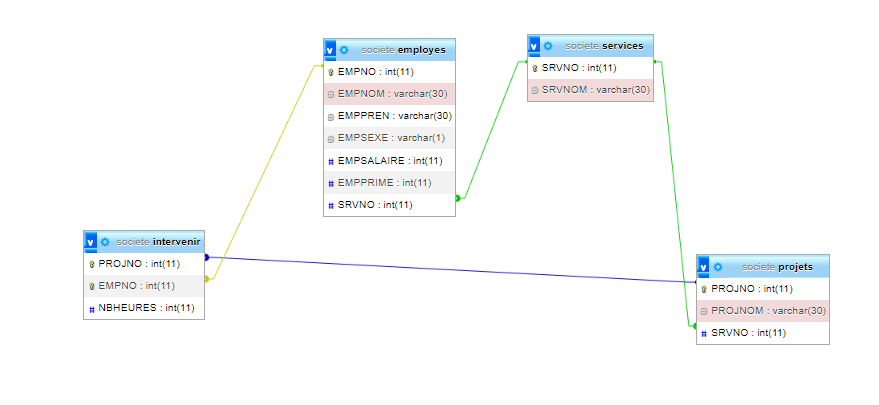 v societe employes
EMPNO : int(11)
EMPNOM : varchar(30)
EMPPREN : varchar(30)
EMPSEXE : varchar(1)
# EMPSALAIRE : int(11)
# EMPPRIME : int(11)
# SRVNO : int(11)
v societe services
SRVNO : int(11)
SRVNOM : varchar(30)
v societe intervenir
PROJNO : int(11)
EMPNO : int(11)
# NBHEURES : int(11)
v societe projets
PROJNO : int(11)
PROJNOM : varchar(30)
# SRVNO : int(11)